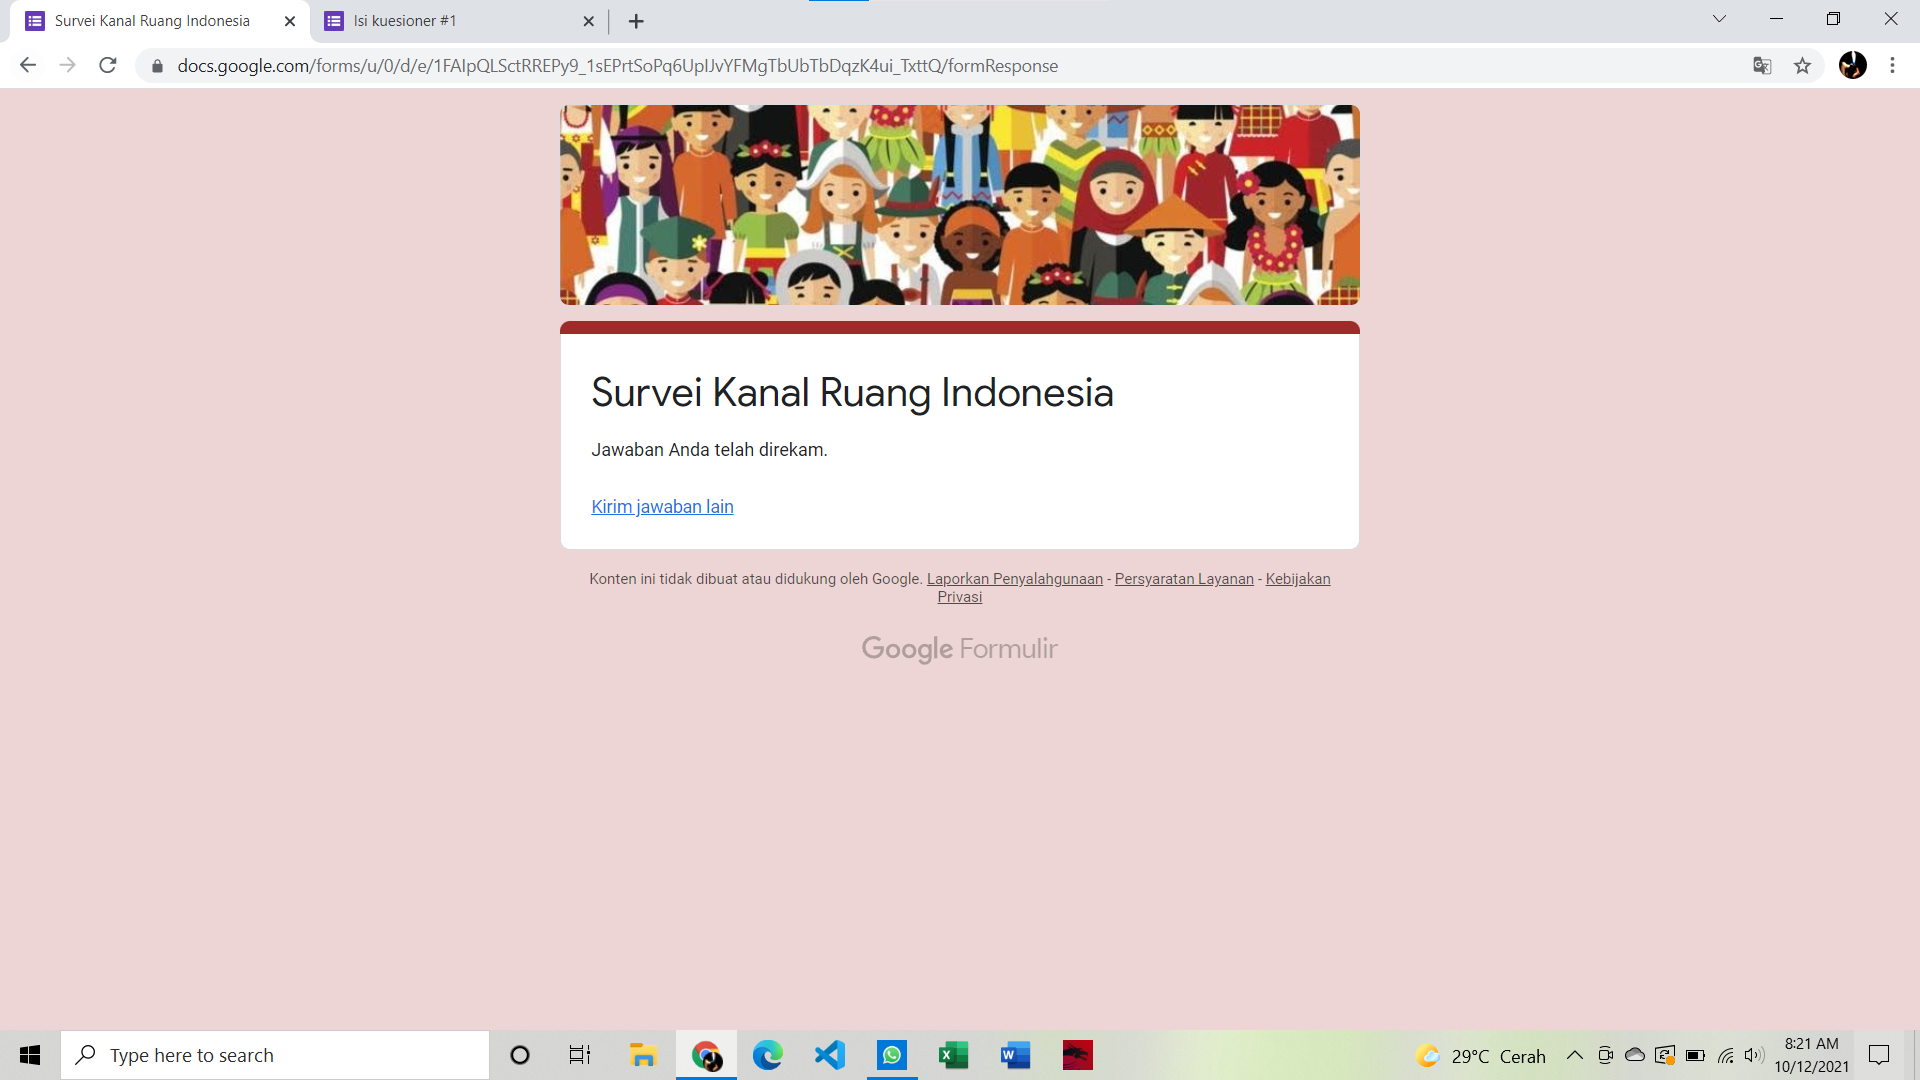 Survei Kanal Ruang Indonesia
Isi kuesioner #1
docs.google.com/forms/u/0/d/e/1FAIpQLSctRREPy9_1sEPrtSoPq6UpIJvYFMgTbUbTbDqzK4ui_TxttQ/formResponse
Survei Kanal Ruang Indonesia
Jawaban Anda telah direkam.
Kirim jawaban lain
Konten ini tidak dibuat atau didukung oleh Google. Laporkan Penyalahgunaan - Persyaratan Layanan - Kebijakan
Privasi
Google Formulir
Type here to search
29°C Cerah
8:21 AM
10/12/2021